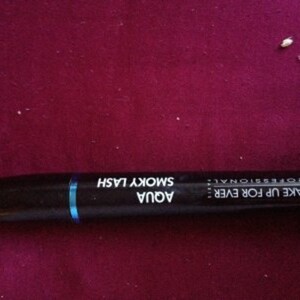 AQUA
SMOKY LASH
MAKE UP FOR EVER
PROFESSIONAL